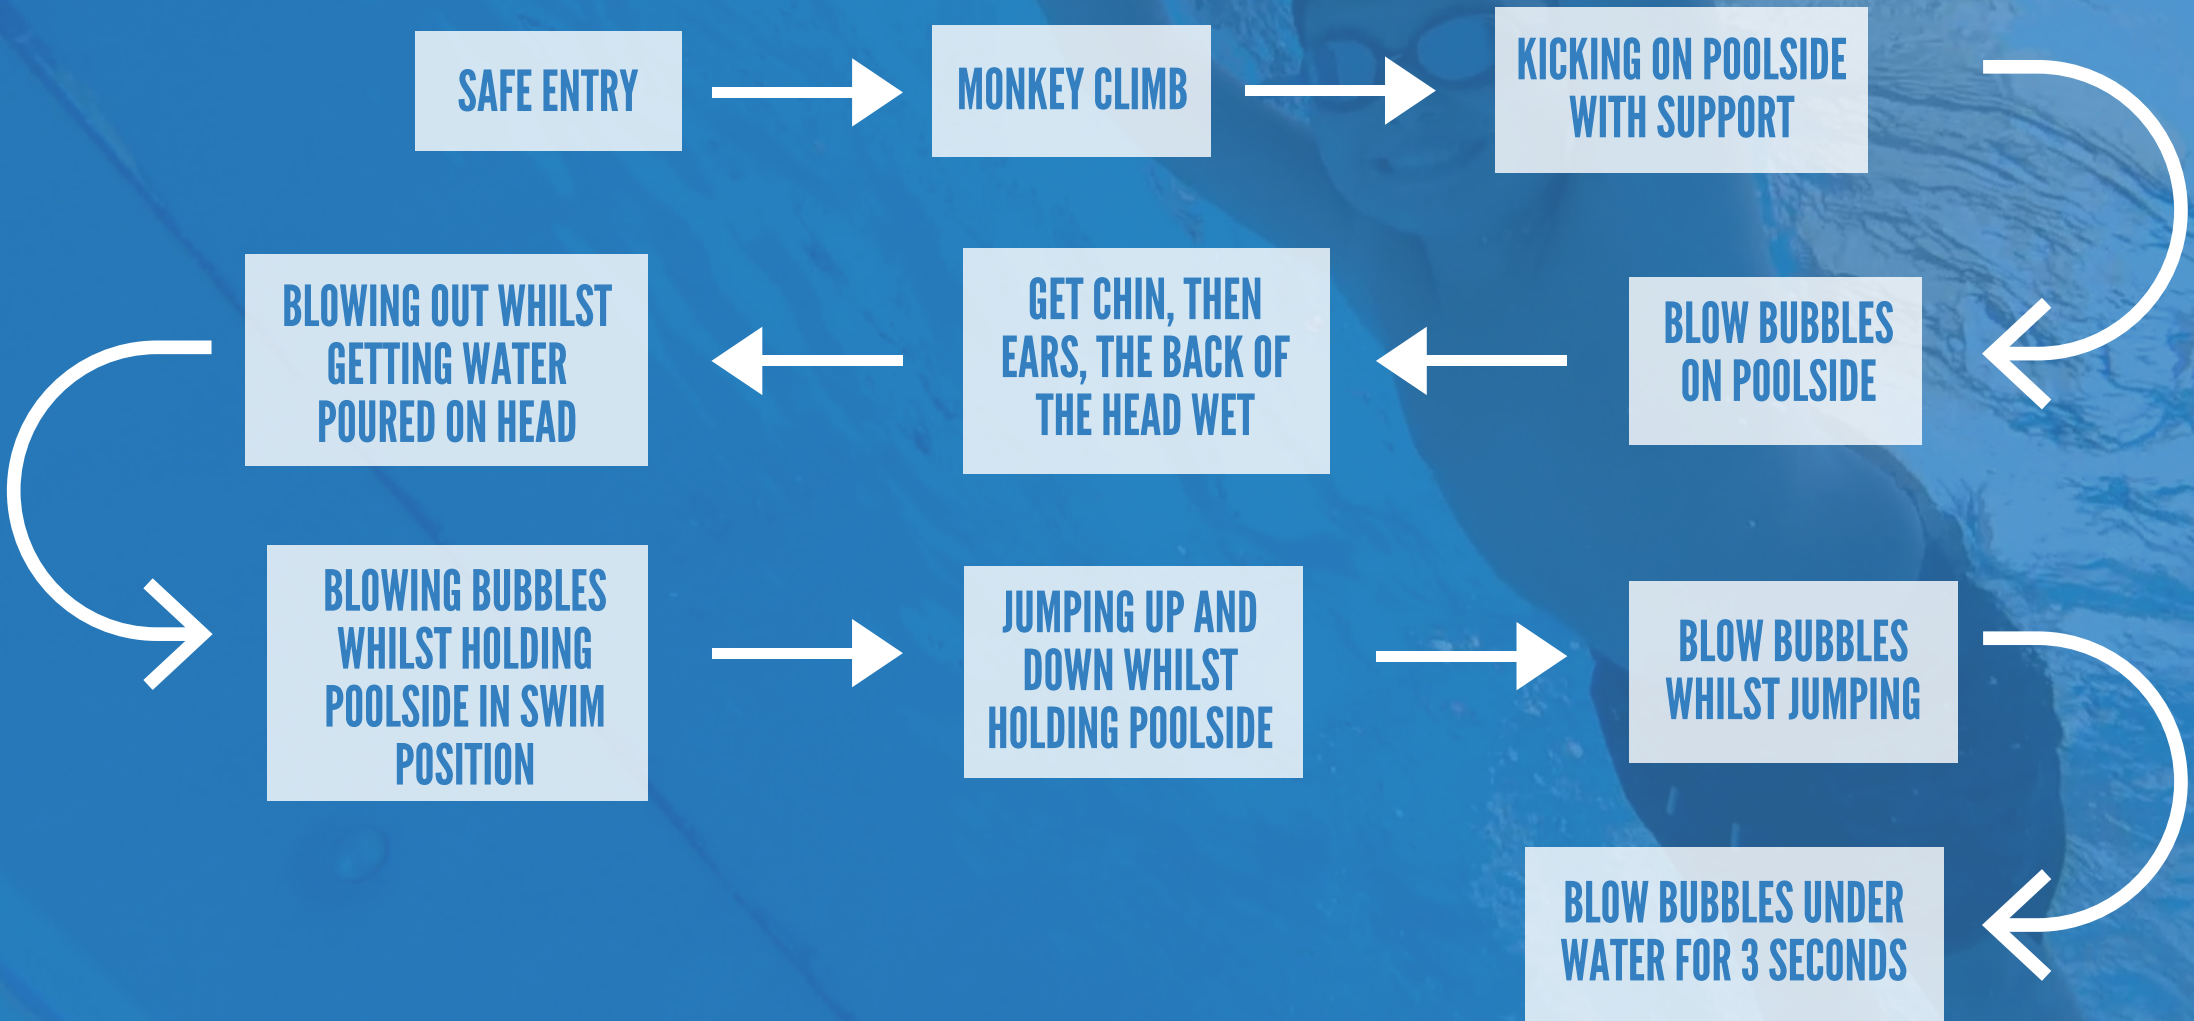 SAFE ENTRY
MONKEY CLIMB
KICKING ON POOLSIDE
WITH SUPPORT
BLOW BUBBLES
ON POOLSIDE
GET CHIN, THEN
EARS, THE BACK OF
THE HEAD WET
BLOWING OUT WHILST
GETTING WATER
POURED ON HEAD
BLOWING BUBBLES
WHILST HOLDING
POOLSIDE IN SWIM
POSITION
JUMPING UP AND
DOWN WHILST
HOLDING POOLSIDE
BLOW BUBBLES
WHILST JUMPING
BLOW BUBBLES UNDER
WATER FOR 3 SECONDS